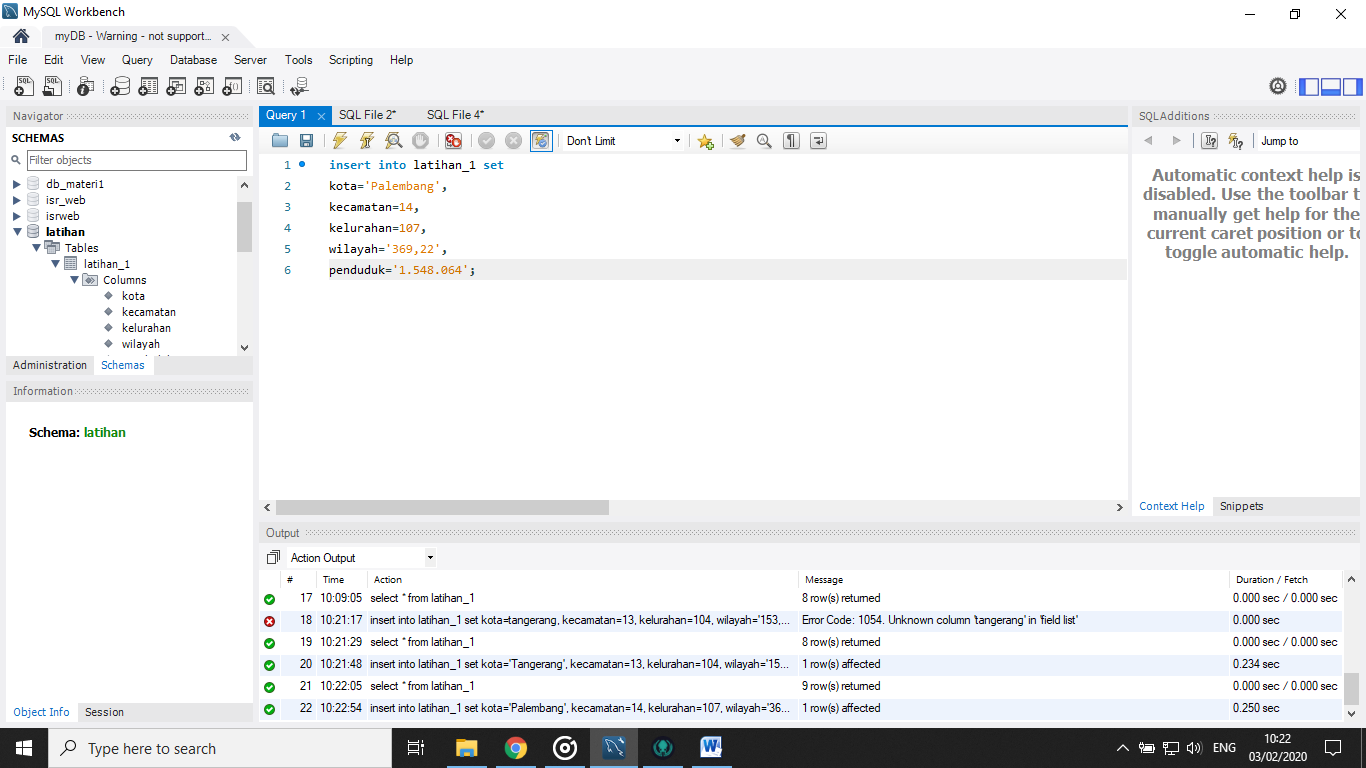 MySQL Workbench
myDB - Warning - not support...
File Edit View Query Database Server Tools Scripting Help
Navigator
SCHEMAS
Filter objects
db_materi1
isr_web
isrweb
latihan
Tables
latihan_1
Columns
kota
kecamatan
kelurahan
wilayah
Administration Schemas
Information
Schema: latihan
Object Info Session
Query 1 SQL File 2* SQL File 4*
Don't Limit
1 insert into latihan_1 set
2 kota='Palembang',
3 kecamatan=14,
4 kelurahan=107,
5 wilayah='369,22',
6 penduduk='1.548.064';
SQLAdditions
Jump to
Automatic context help is
disabled. Use the toolbar t
manually get help for the
current caret position or to
toggle automatic help.
Context Help Snippets
Output
Action Output
# Time Action Message Duration / Fetch
17 10:09:05 select * from latihan_1 8 row(s) returned 0.000 sec / 0.000 sec
18 10:21:17 insert into latihan_1 set kota=tangerang, kecamatan=13, kelurahan=104, wilayah='153,... Error Code: 1054. Unknown column 'tangerang' in 'field list' 0.000 sec
19 10:21:29 select * from latihan_1 8 row(s) returned 0.000 sec / 0.000 sec
20 10:21:48 insert into latihan_1 set kota='Tangerang', kecamatan=13, kelurahan=104, wilayah='15... 1 row(s) affected 0.234 sec
21 10:22:05 select * from latihan_1 9 row(s) returned 0.000 sec / 0.000 sec
22 10:22:54 insert into latihan_1 set kota='Palembang', kecamatan=14, kelurahan=107, wilayah='36... 1 row(s) affected 0.250 sec
Type here to search
ENG
10:22
03/02/2020